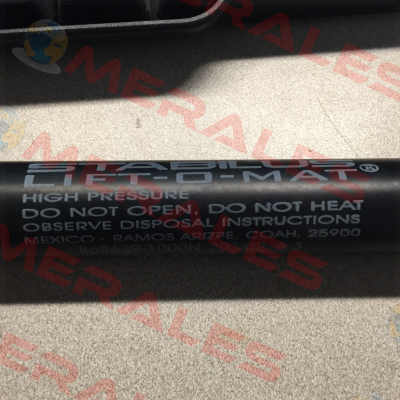 STABILUS
LIFT-O-MAT®
HIGH PRESSURE
DO NOT OPEN, DO NOT HEAT
OBSERVE DISPOSAL INSTRUCTIONS
MEXICO - RAMOS ARIZPE, COAH. 25900
1000N
MERALES
MERALES
MERALES